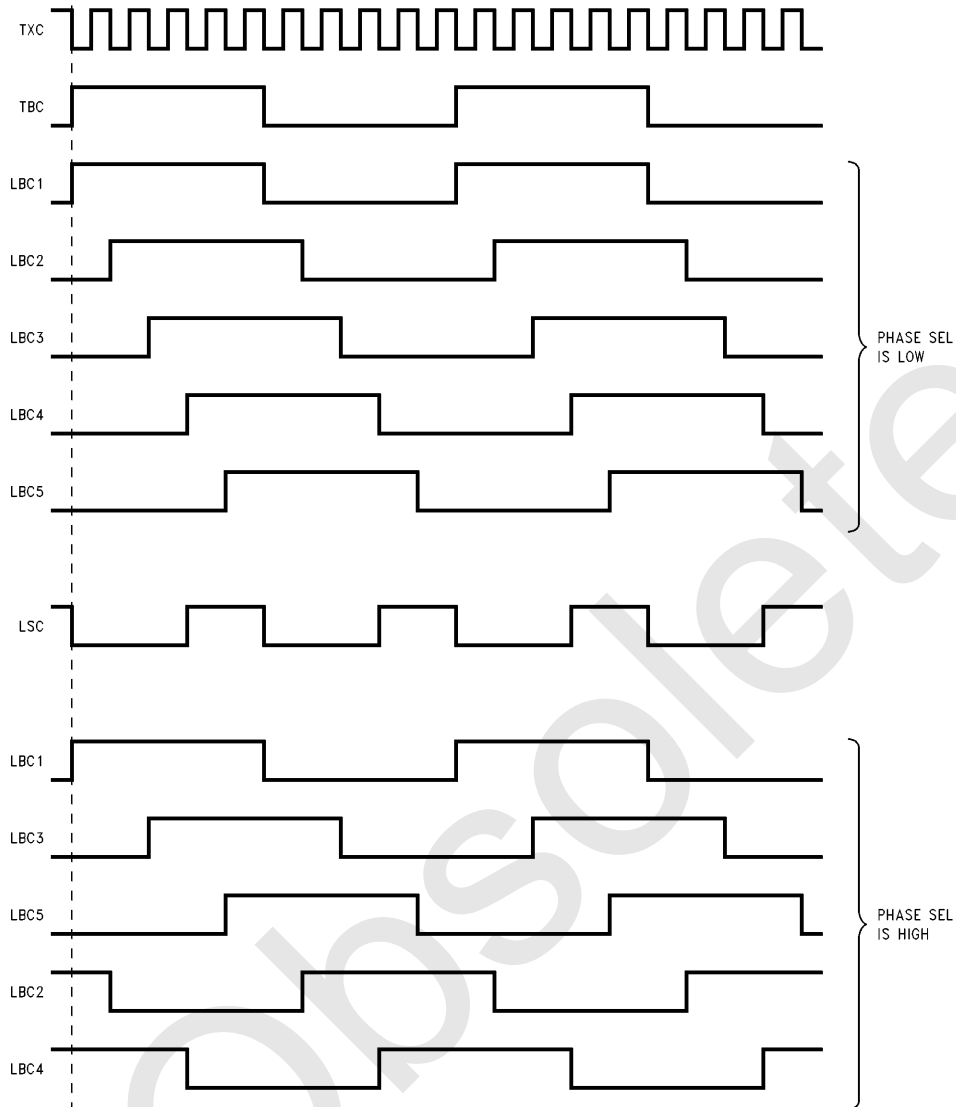 TXC
TBC
LBC1
LBC2
LBC3
PHASE SEL
IS LOW
LBC4
LBC5
LSC
LBC1
LBC3
LBC5
PHASE SEL
IS HIGH
LBC2
LBC4
Obsolete